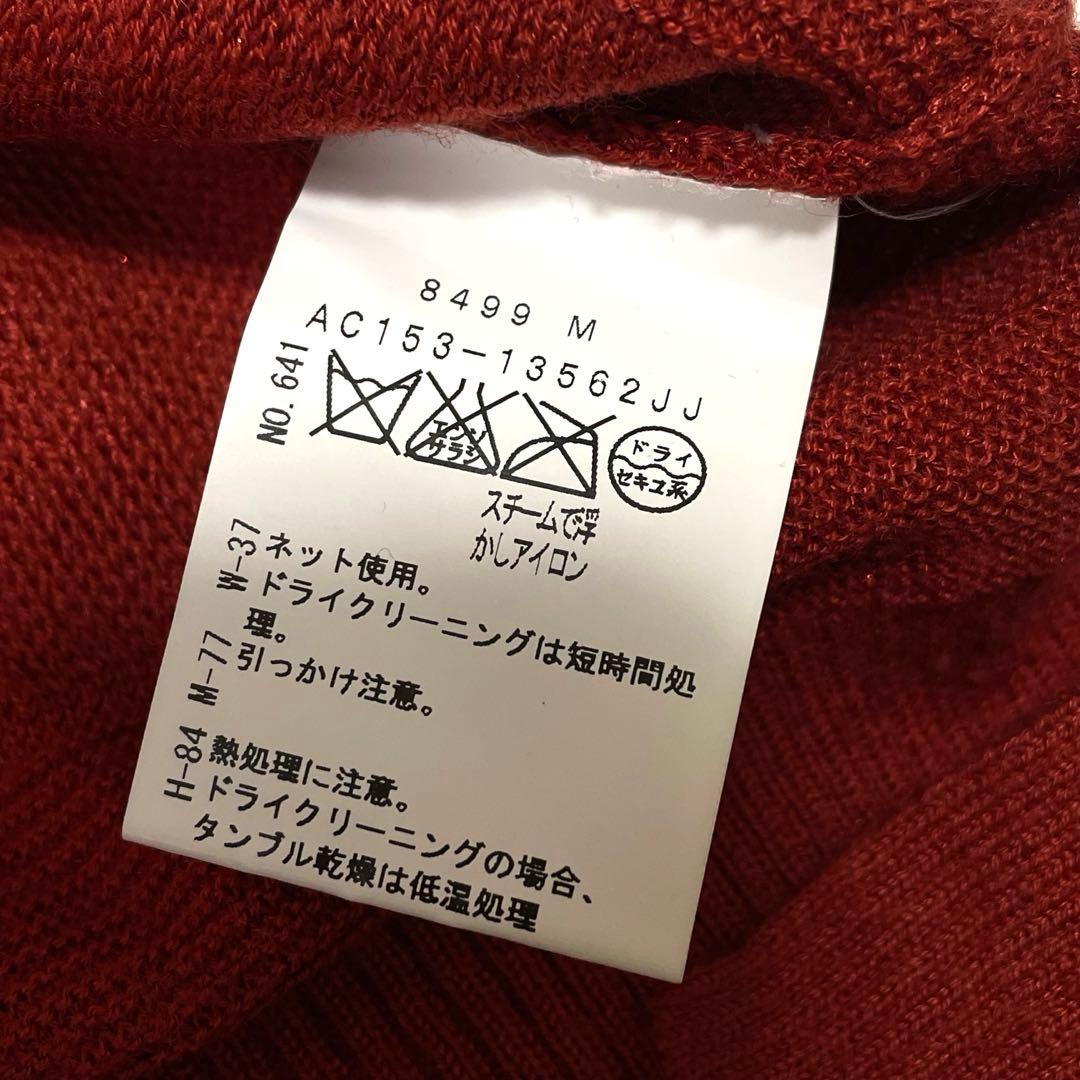 8499 M
AC153-13562JJ
NO.641
エンソ
サラシ
ドライ
セキユ系
スチームで浮
かしアイロン
W-37 ネット使用。
ドライクリーニングは短時間処
理。
M-77 引っかけ注意。
H-84 熱処理に注意。
ドライクリーニングの場合、
タンブル乾燥は低温処理